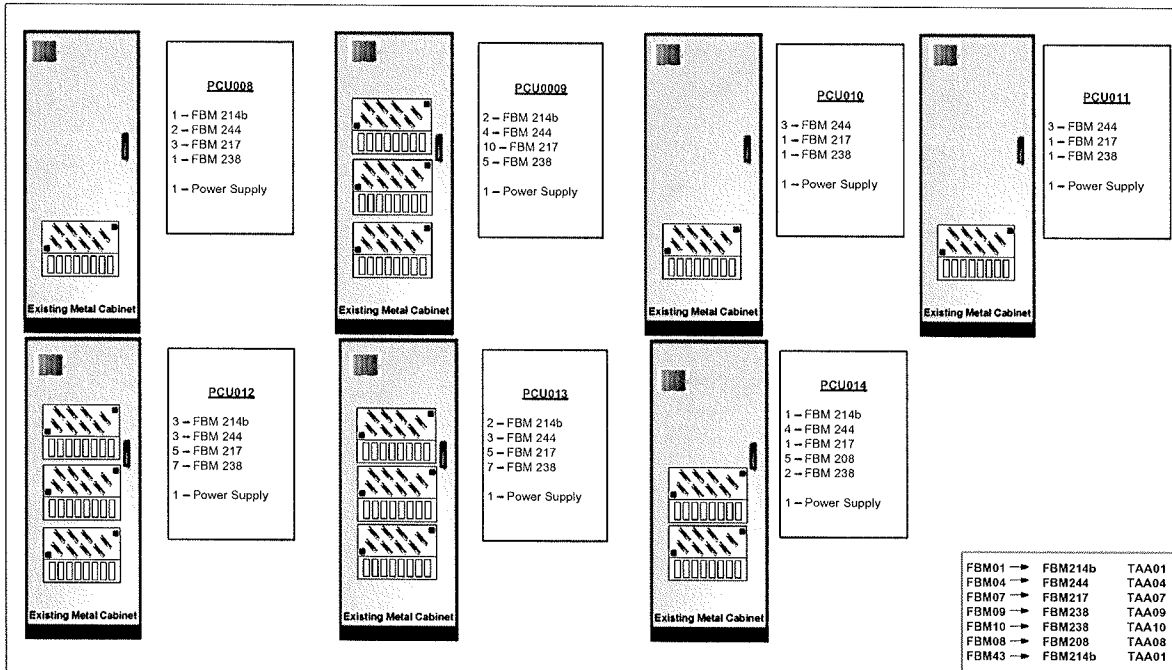 PCU008
1 – FBM 214b
2 – FBM 244
3 – FBM 217
1 – FBM 238
1 – Power Supply
Existing Metal Cabinet
PCU0009
2 – FBM 214b
4 – FBM 244
10 – FBM 217
5 – FBM 238
1 – Power Supply
Existing Metal Cabinet
PCU010
3 – FBM 244
1 – FBM 217
1 – FBM 238
1 – Power Supply
Existing Metal Cabinet
PCU011
3 – FBM 244
1 – FBM 217
1 – FBM 238
1 – Power Supply
Existing Metal Cabinet
PCU012
3 – FBM 214b
3 – FBM 244
5 – FBM 217
7 – FBM 238
1 – Power Supply
Existing Metal Cabinet
PCU013
2 – FBM 214b
3 – FBM 244
5 – FBM 217
7 – FBM 238
1 – Power Supply
Existing Metal Cabinet
PCU014
1 – FBM 214b
4 – FBM 244
1 – FBM 217
5 – FBM 208
2 – FBM 238
1 – Power Supply
Existing Metal Cabinet
FBM01 → FBM214b TAA01
FBM04 → FBM244 TAA04
FBM07 → FBM217 TAA07
FBM09 → FBM238 TAA09
FBM10 → FBM238 TAA10
FBM08 → FBM208 TAA08
FBM43 → FBM214b TAA01